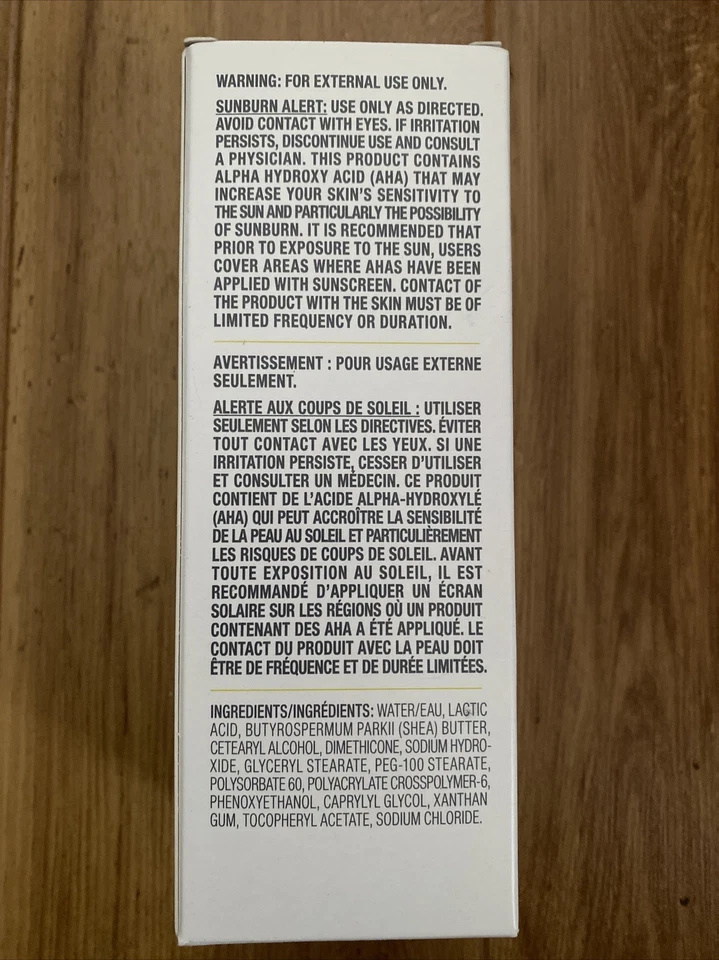 WARNING: FOR EXTERNAL USE ONLY.
SUNBURN ALERT: USE ONLY AS DIRECTED.
AVOID CONTACT WITH EYES. IF IRRITATION
PERSISTS, DISCONTINUE USE AND CONSULT
A PHYSICIAN. THIS PRODUCT CONTAINS
ALPHA HYDROXY ACID (AHA) THAT MAY
INCREASE YOUR SKIN'S SENSITIVITY TO
THE SUN AND PARTICULARLY THE POSSIBILITY
OF SUNBURN. IT IS RECOMMENDED THAT
PRIOR TO EXPOSURE TO THE SUN, USERS
COVER AREAS WHERE AHAS HAVE BEEN
APPLIED WITH SUNSCREEN. CONTACT OF
THE PRODUCT WITH THE SKIN MUST BE OF
LIMITED FREQUENCY OR DURATION.
AVERTISSEMENT : POUR USAGE EXTERNE
SEULEMENT.
ALERTE AUX COUPS DE SOLEIL : UTILISER
SEULEMENT SELON LES DIRECTIVES. ÉVITER
TOUT CONTACT AVEC LES YEUX. SI UNE
IRRITATION PERSISTE, CESSER D'UTILISER
ET CONSULTER UN MÉDECIN. CE PRODUIT
CONTIENT DE L'ACIDE ALPHA-HYDROXYLÉ
(AHA) QUI PEUT ACCROÎTRE LA SENSIBILITÉ
DE LA PEAU AU SOLEIL ET PARTICULIÈREMENT
LES RISQUES DE COUPS DE SOLEIL. AVANT
TOUTE EXPOSITION AU SOLEIL, IL EST
RECOMMANDÉ D'APPLIQUER UN ÉCRAN
SOLAIRE SUR LES RÉGIONS OÙ UN PRODUIT
CONTENANT DES AHA A ÉTÉ APPLIQUÉ. LE
CONTACT DU PRODUIT AVEC LA PEAU DOIT
ÊTRE DE FRÉQUENCE ET DE DURÉE LIMITÉES.
INGREDIENTS/INGRÉDIENTS: WATER/EAU, LACTIC
ACID, BUTYROSPERMUM PARKII (SHEA) BUTTER,
CETEARYL ALCOHOL, DIMETHICONE, SODIUM HYDRO-
XIDE, GLYCERYL STEARATE, PEG-100 STEARATE,
POLYSORBATE 60, POLYACRYLATE CROSSPOLYMER-6,
PHENOXYETHANOL, CAPRYLYL GLYCOL, XANTHAN
GUM, TOCOPHERYL ACETATE, SODIUM CHLORIDE.